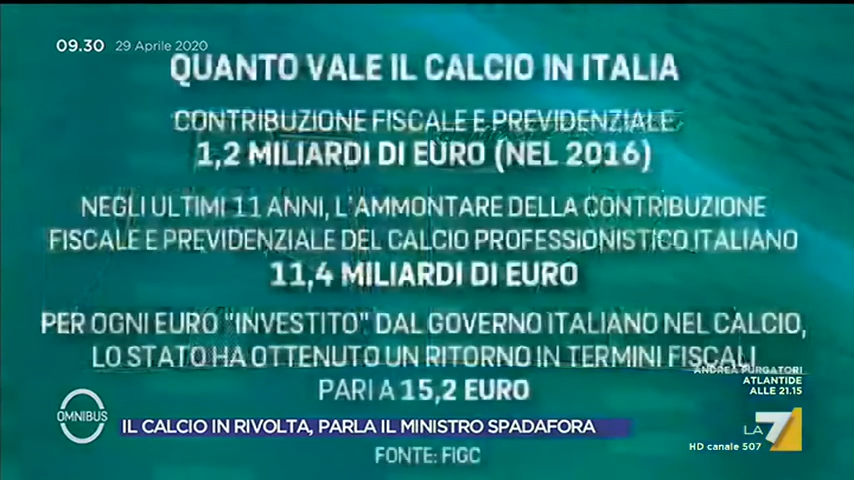 09.30 29 Aprile 2020
QUANTO VALE IL CALCIO IN ITALIA
CONTRIBUZIONE FISCALE E PREVIDENZIALE
1,2 MILIARDI DI EURO (NEL 2016)
NEGLI ULTIMI 11 ANNI, L'AMMONTARE DELLA CONTRIBUZIONE
FISCALE E PREVIDENZIALE DEL CALCIO PROFESSIONISTICO ITALIANO
11,4 MILIARDI DI EURO
PER OGNI EURO "INVESTITO" DAL GOVERNO ITALIANO NEL CALCIO,
LO STATO HA OTTENUTO UN RITORNO IN TERMINI FISCALI
PARI A 15,2 EURO
ANDREA PURGATORI
ATLANTIDE
ALLE 21.15
OMNIBUS
IL CALCIO IN RIVOLTA, PARLA IL MINISTRO SPADAFORA
LA7
HD canale 507
FONTE: FIGC